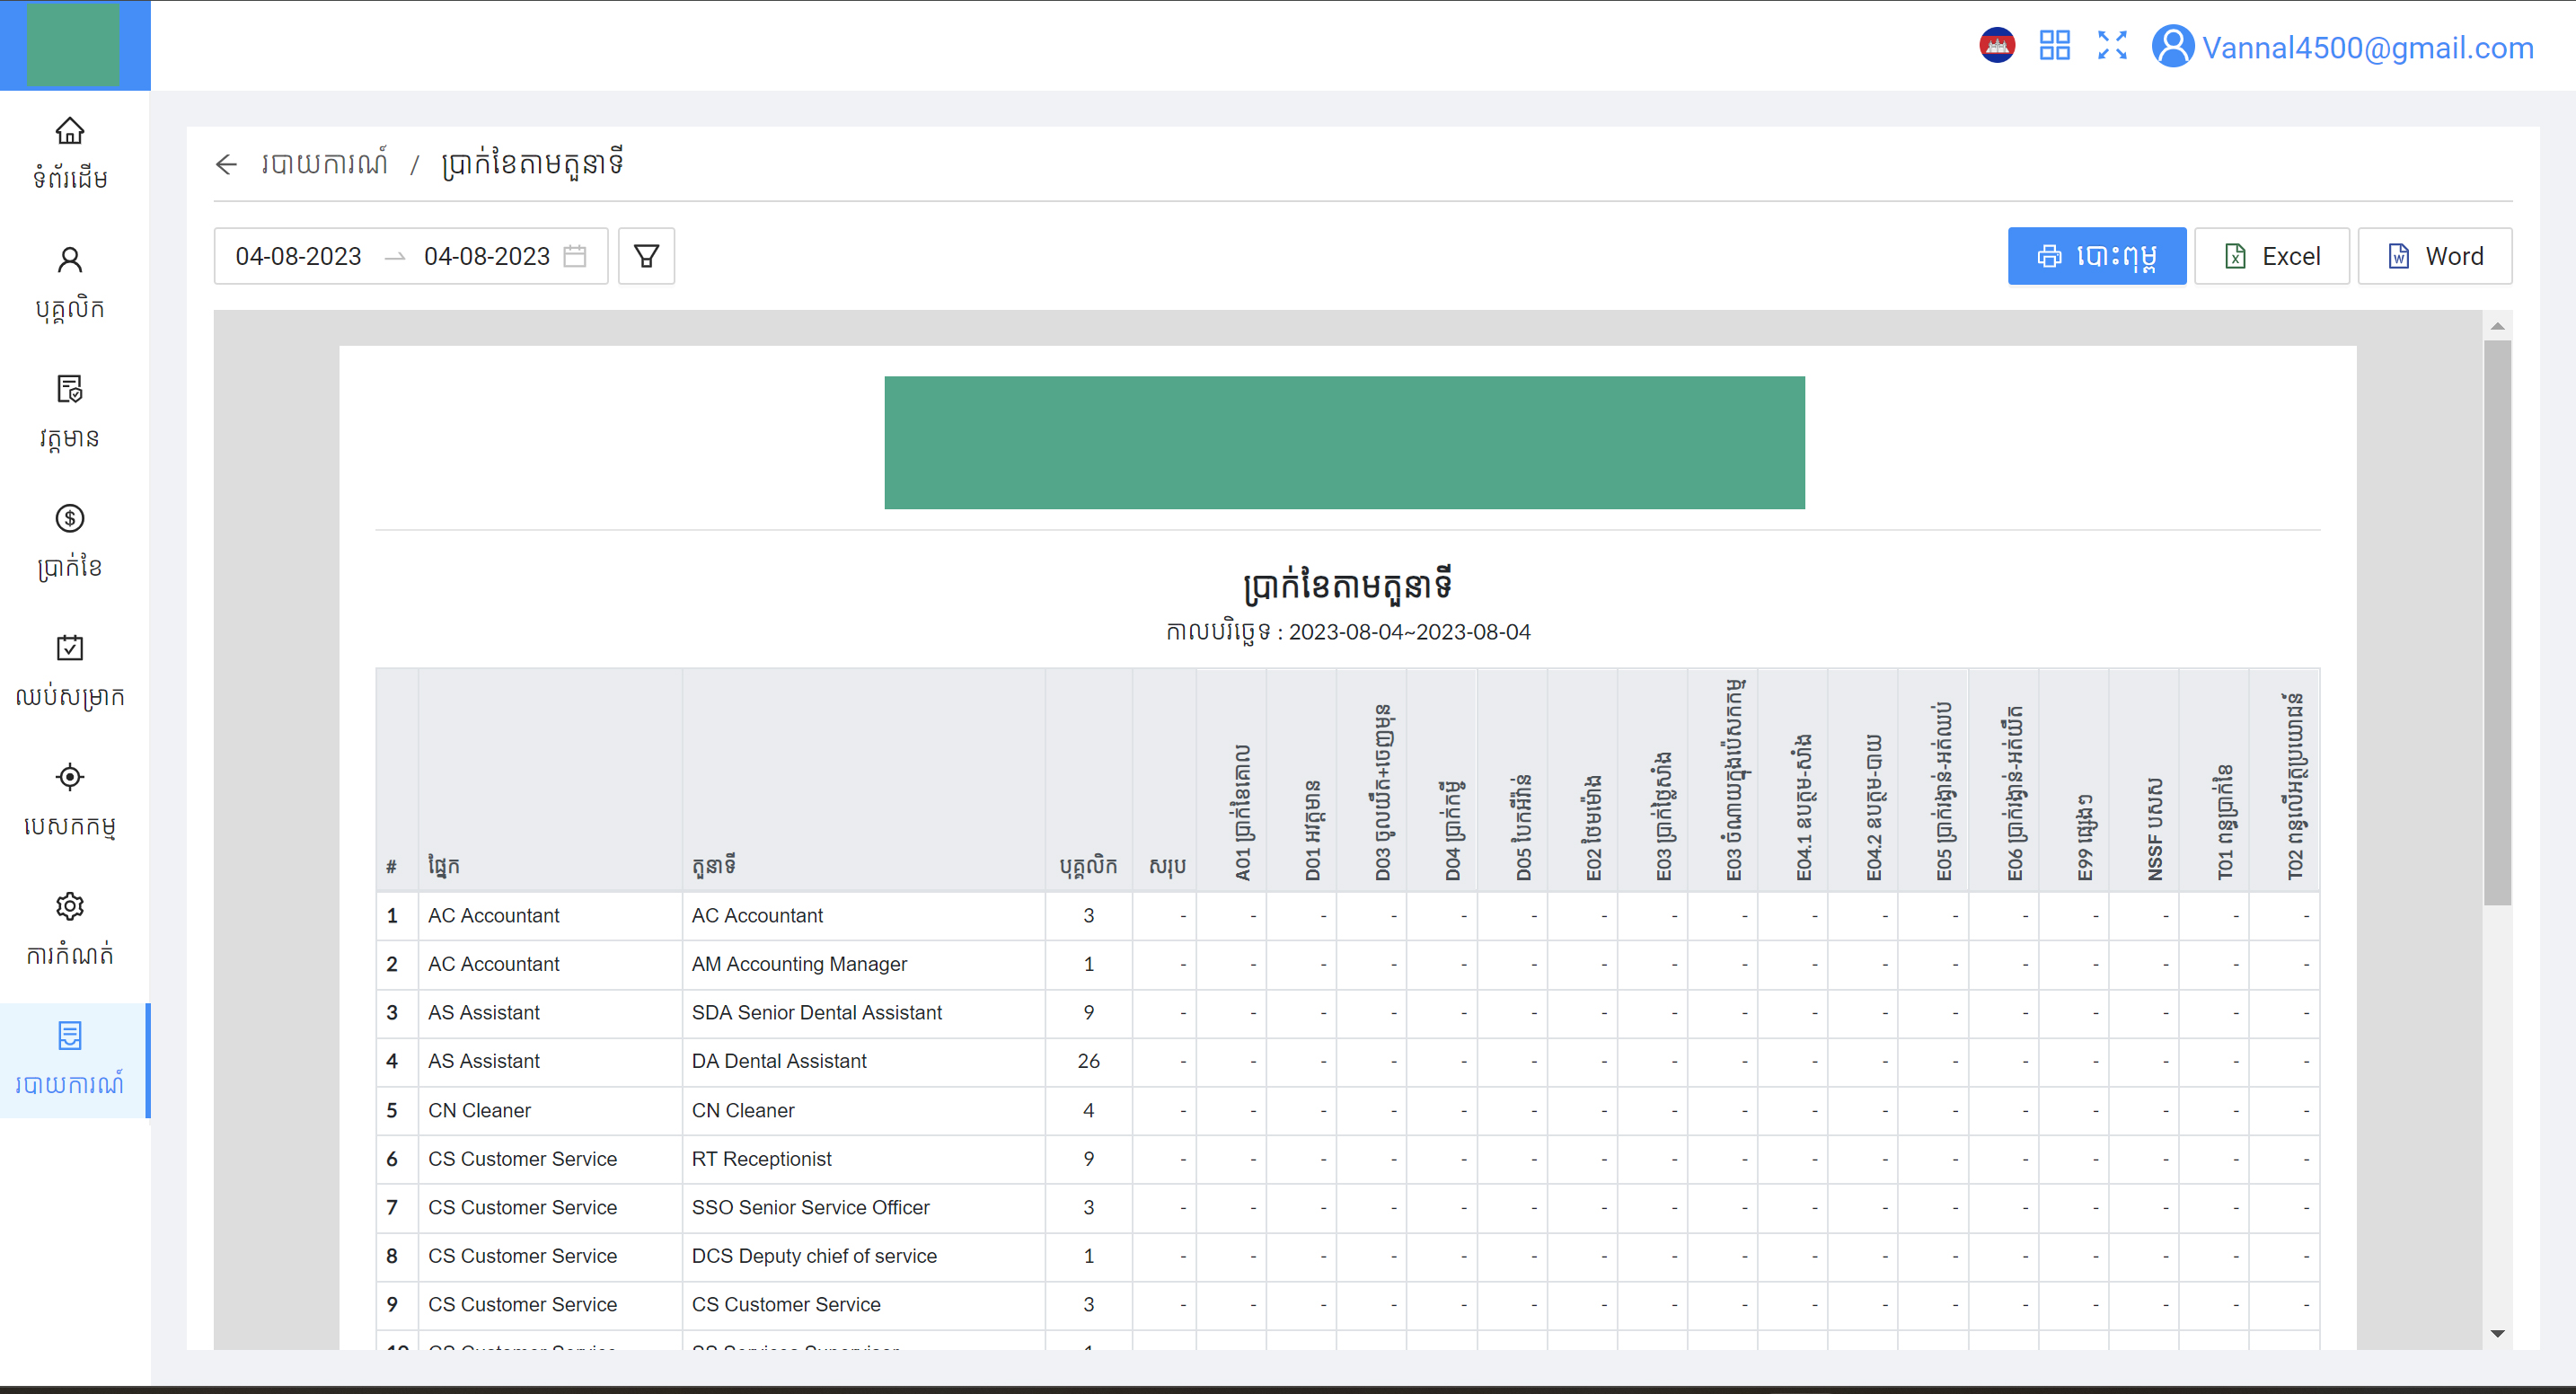 Vannal4500@gmail.com
ទំព័រដើម
បុគ្គលិក
វត្តមាន
ប្រាក់ខែ
ឈប់សម្រាក
បេសកកម្ម
ការកំណត់
របាយការណ៍
របាយការណ៍ / ប្រាក់ខែតាមតួនាទី
04-08-2023 04-08-2023
បោះពុម្ព Excel Word
ប្រាក់ខែតាមតួនាទី
កាលបរិច្ឆេទ : 2023-08-04~2023-08-04
# ផ្នែក តួនាទី បុគ្គលិក សរុប
A01 ប្រាក់ខែគោល
D01 អវត្តមាន
D03 ចូលយឺត+ចេញមុន
D04 ប្រាក់កម្ចី
D05 បៃកអ៊ីវ៉ាន់
E02 ថែមម៉ោង
E03 ប្រាក់ថ្លៃសាំង
E03 ចំណាយក្នុងបេសកកម្ម
E04.1 ឧបត្ថម-សាំង
E04.2 ឧបត្ថម-បាយ
E05 ប្រាក់រង្វាន់-អត់ឈប់
E06 ប្រាក់រង្វាន់-អត់យឺត
E99 ផ្សេងៗ
NSSF បសស
T01 ពន្ធប្រាក់ខែ
T02 ពន្ធលើអត្ថប្រយោជន៍
1 AC Accountant AC Accountant 3 - - - - - - - - - - - - - - - - -
2 AC Accountant AM Accounting Manager 1 - - - - - - - - - - - - - - - - -
3 AS Assistant SDA Senior Dental Assistant 9 - - - - - - - - - - - - - - - - -
4 AS Assistant DA Dental Assistant 26 - - - - - - - - - - - - - - - - -
5 CN Cleaner CN Cleaner 4 - - - - - - - - - - - - - - - - -
6 CS Customer Service RT Receptionist 9 - - - - - - - - - - - - - - - - -
7 CS Customer Service SSO Senior Service Officer 3 - - - - - - - - - - - - - - - - -
8 CS Customer Service DCS Deputy chief of service 1 - - - - - - - - - - - - - - - - -
9 CS Customer Service CS Customer Service 3 - - - - - - - - - - - - - - - - -